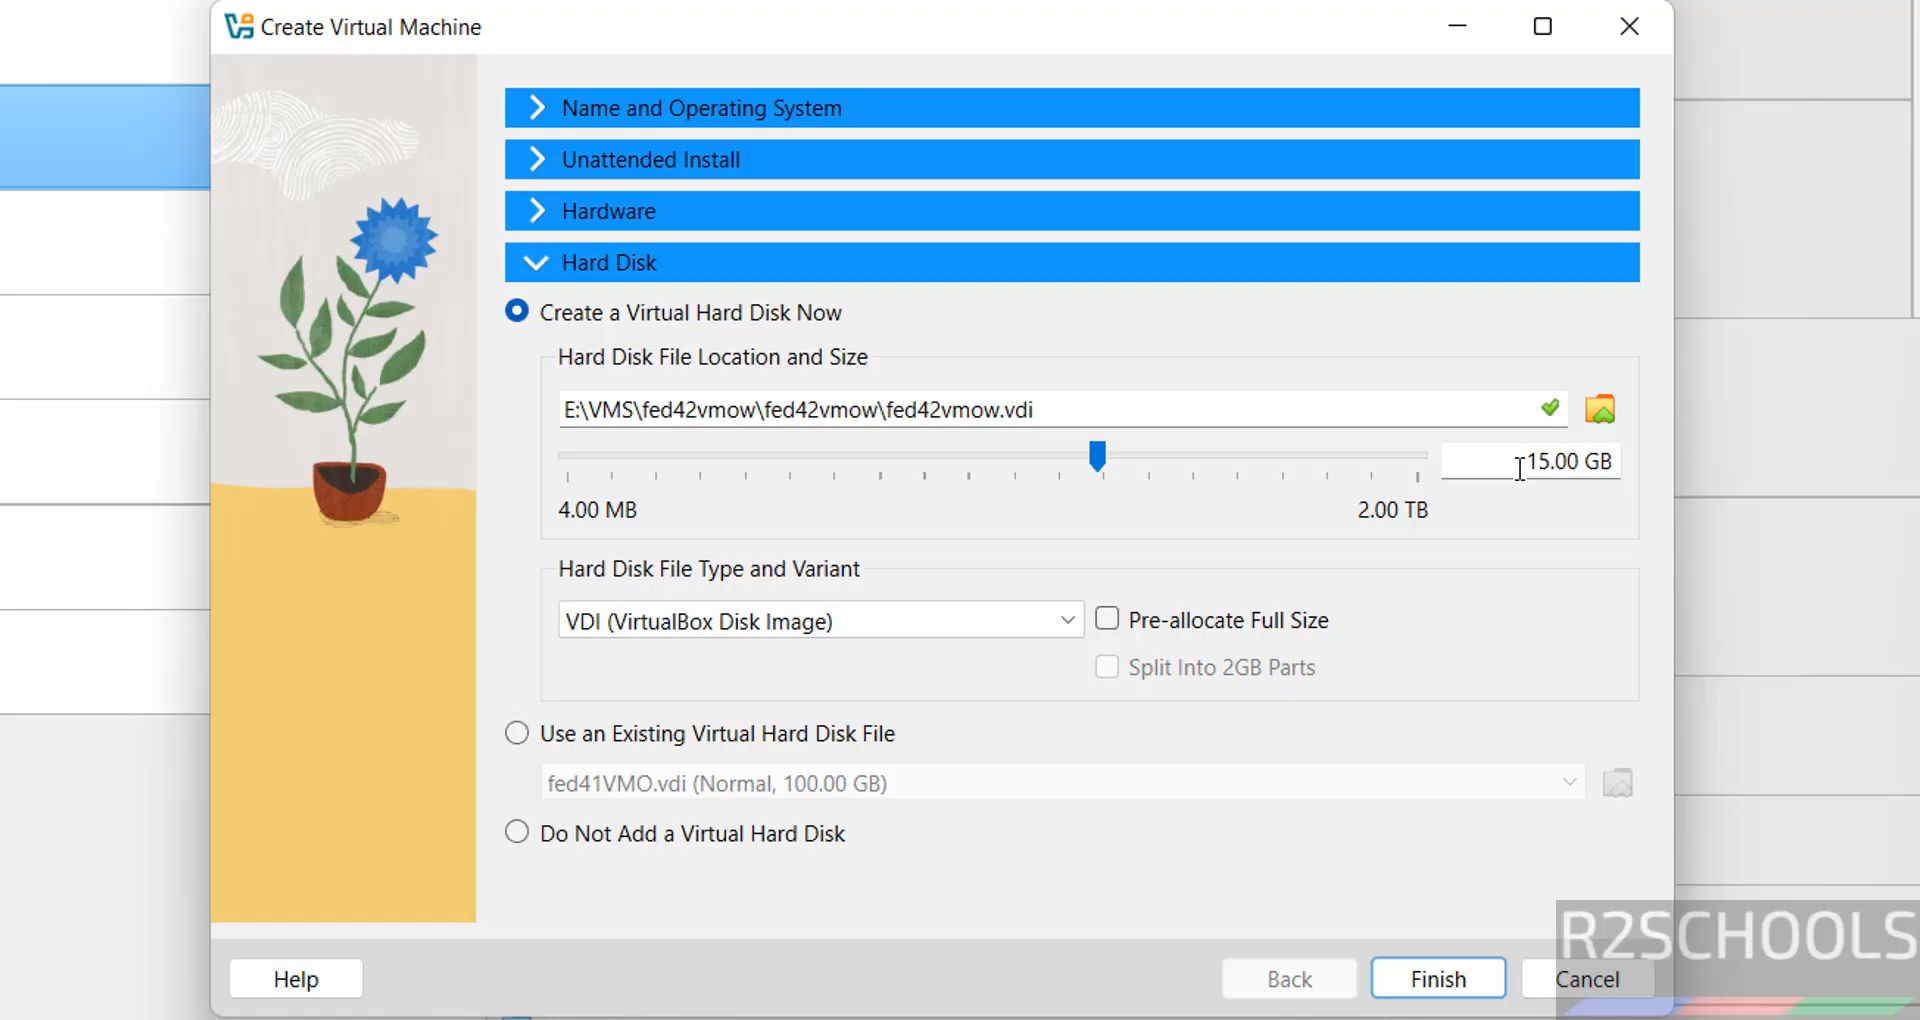 Create Virtual Machine
Name and Operating System
Unattended Install
Hardware
Hard Disk
Create a Virtual Hard Disk Now
Hard Disk File Location and Size
E:\VMS\fed42vmow\fed42vmow\fed42vmow.vdi
15.00 GB
4.00 MB
2.00 TB
Hard Disk File Type and Variant
VDI (VirtualBox Disk Image)
Pre-allocate Full Size
Split Into 2GB Parts
Use an Existing Virtual Hard Disk File
fed41VMO.vdi (Normal, 100.00 GB)
Do Not Add a Virtual Hard Disk
R2SCHOOLS
Help
Back
Finish
Cancel